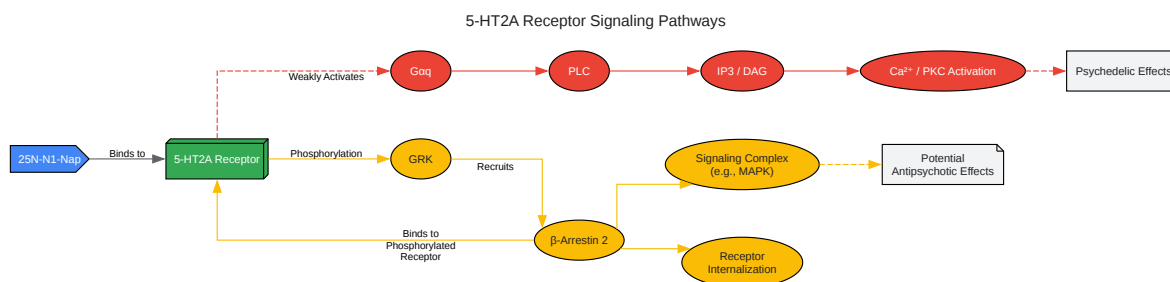 5-HT2A Receptor Signaling Pathways
Weakly Activates
Gαq
PLC
IP3 / DAG
Ca²⁺ / PKC Activation
Psychedelic Effects
25N-N1-Nap
Binds to
5-HT2A Receptor
Phosphorylation
GRK
Recruits
Signaling Complex
(e.g., MAPK)
Potential
Antipsychotic Effects
Binds to
Phosphorylated
Receptor
β-Arrestin 2
Receptor
Internalization